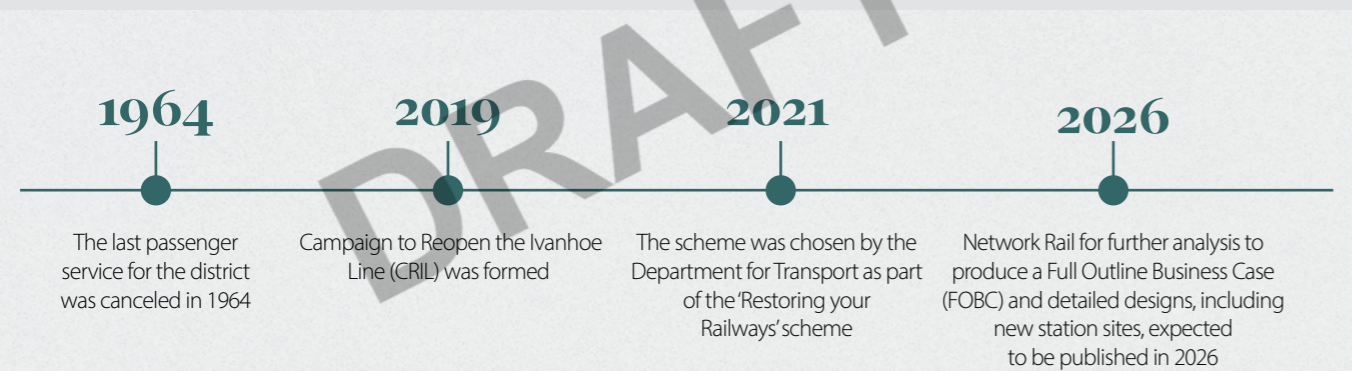 1964
The last passenger
service for the district
was canceled in 1964
2019
Campaign to Reopen the Ivanhoe
Line (CRIL) was formed
2021
The scheme was chosen by the
Department for Transport as part
of the 'Restoring your
Railways' scheme
2026
Network Rail for further analysis to
produce a Full Outline Business Case
(FOBC) and detailed designs, including
new station sites, expected
to be published in 2026
DRAFT